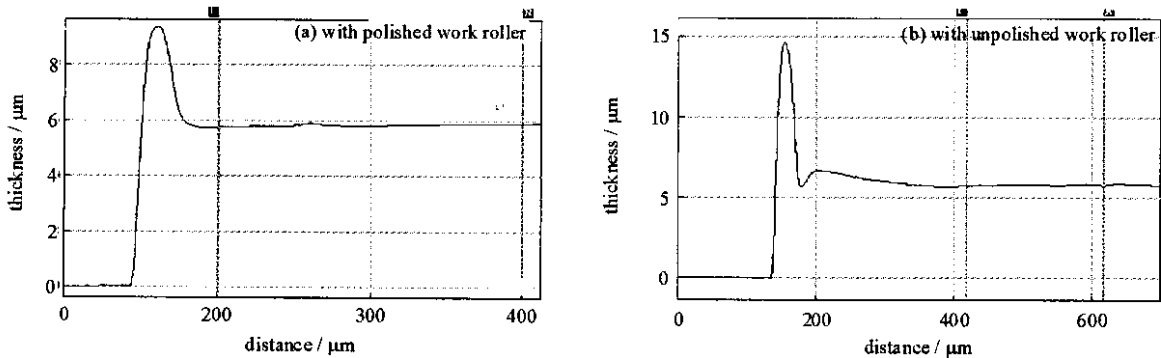 (a) with polished work roller
thickness / μm
8
6
4
2
0
0
200
300
400
distance / μm
(b) with unpolished work roller
thickness / μm
15
10
5
0
0
200
400
600
distance / μm